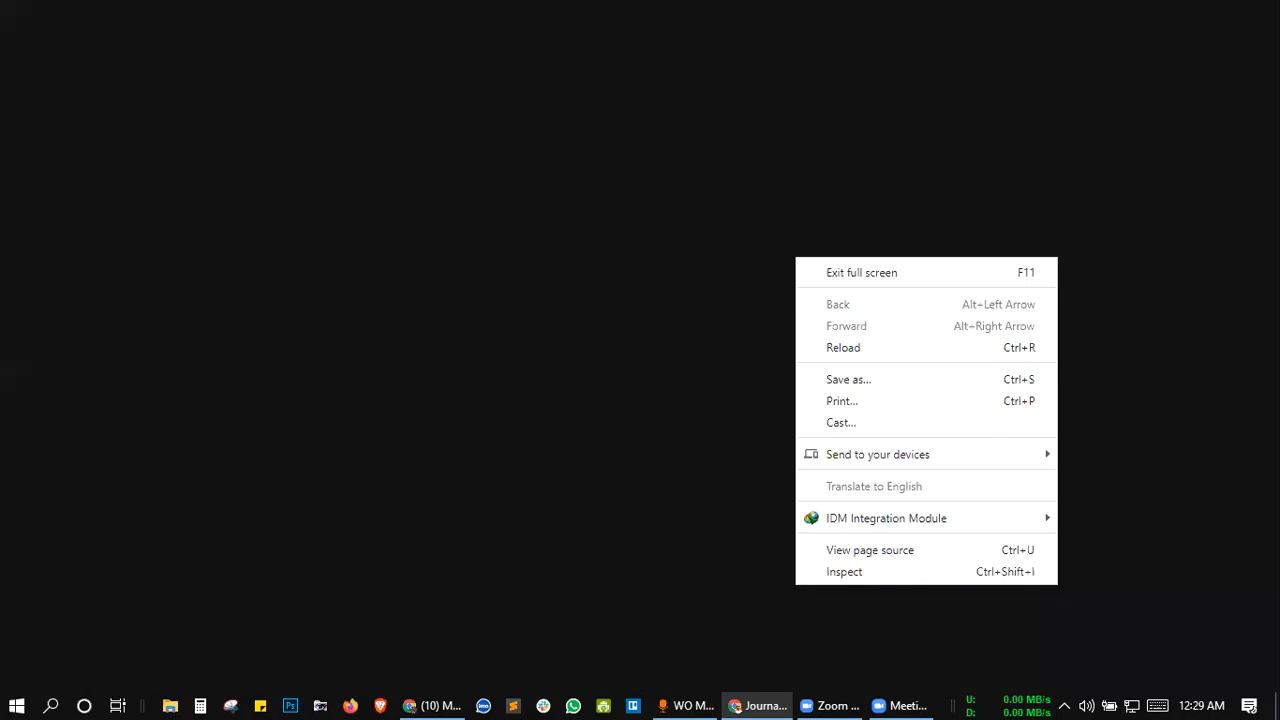 Exit full screen F11
Back Alt+Left Arrow
Forward Alt+Right Arrow
Reload Ctrl+R
Save as... Ctrl+S
Print... Ctrl+P
Cast...
Send to your devices
Translate to English
IDM Integration Module
View page source Ctrl+U
Inspect Ctrl+Shift+I
Ps
imo
(10) M...
WO M...
Journa...
Zoom ...
Meeti...
U: 0.00 MB/s
D: 0.00 MB/s
12:29 AM